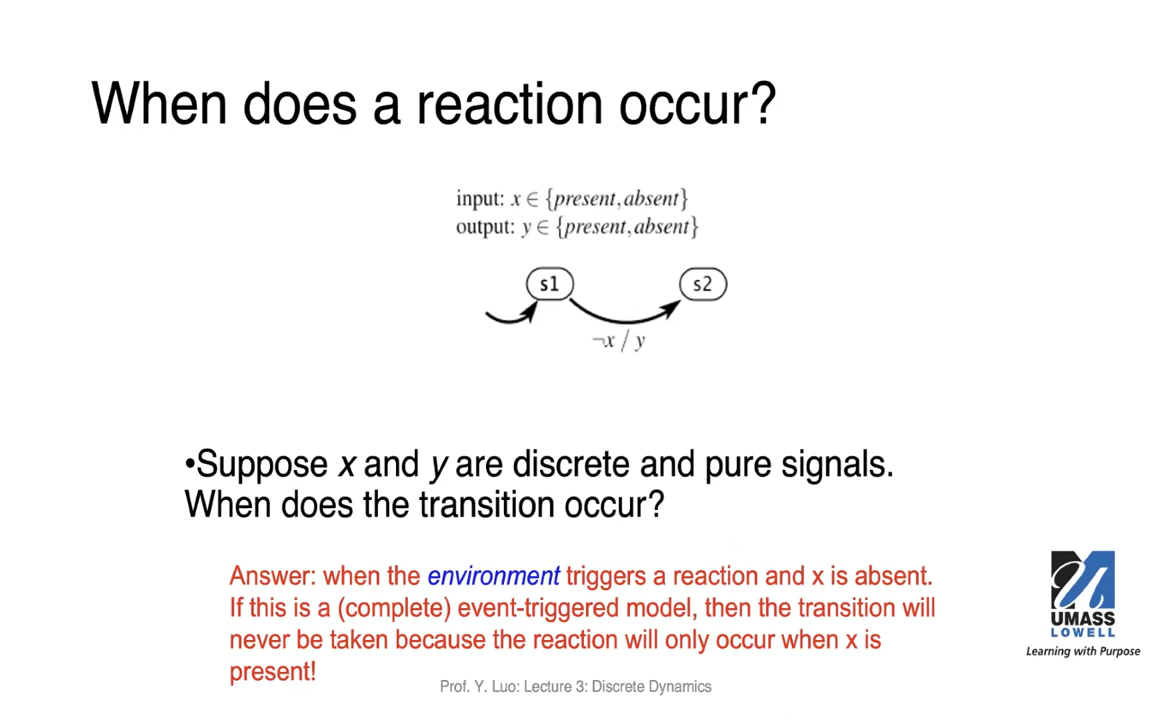 When does a reaction occur?
input: x ∈ {present, absent}
output: y ∈ {present, absent}
s1
s2
¬x / y
•Suppose x and y are discrete and pure signals.
When does the transition occur?
Answer: when the environment triggers a reaction and x is absent.
If this is a (complete) event-triggered model, then the transition will
never be taken because the reaction will only occur when x is
present!
UMASS
LOWELL
Learning with Purpose
Prof. Y. Luo: Lecture 3: Discrete Dynamics